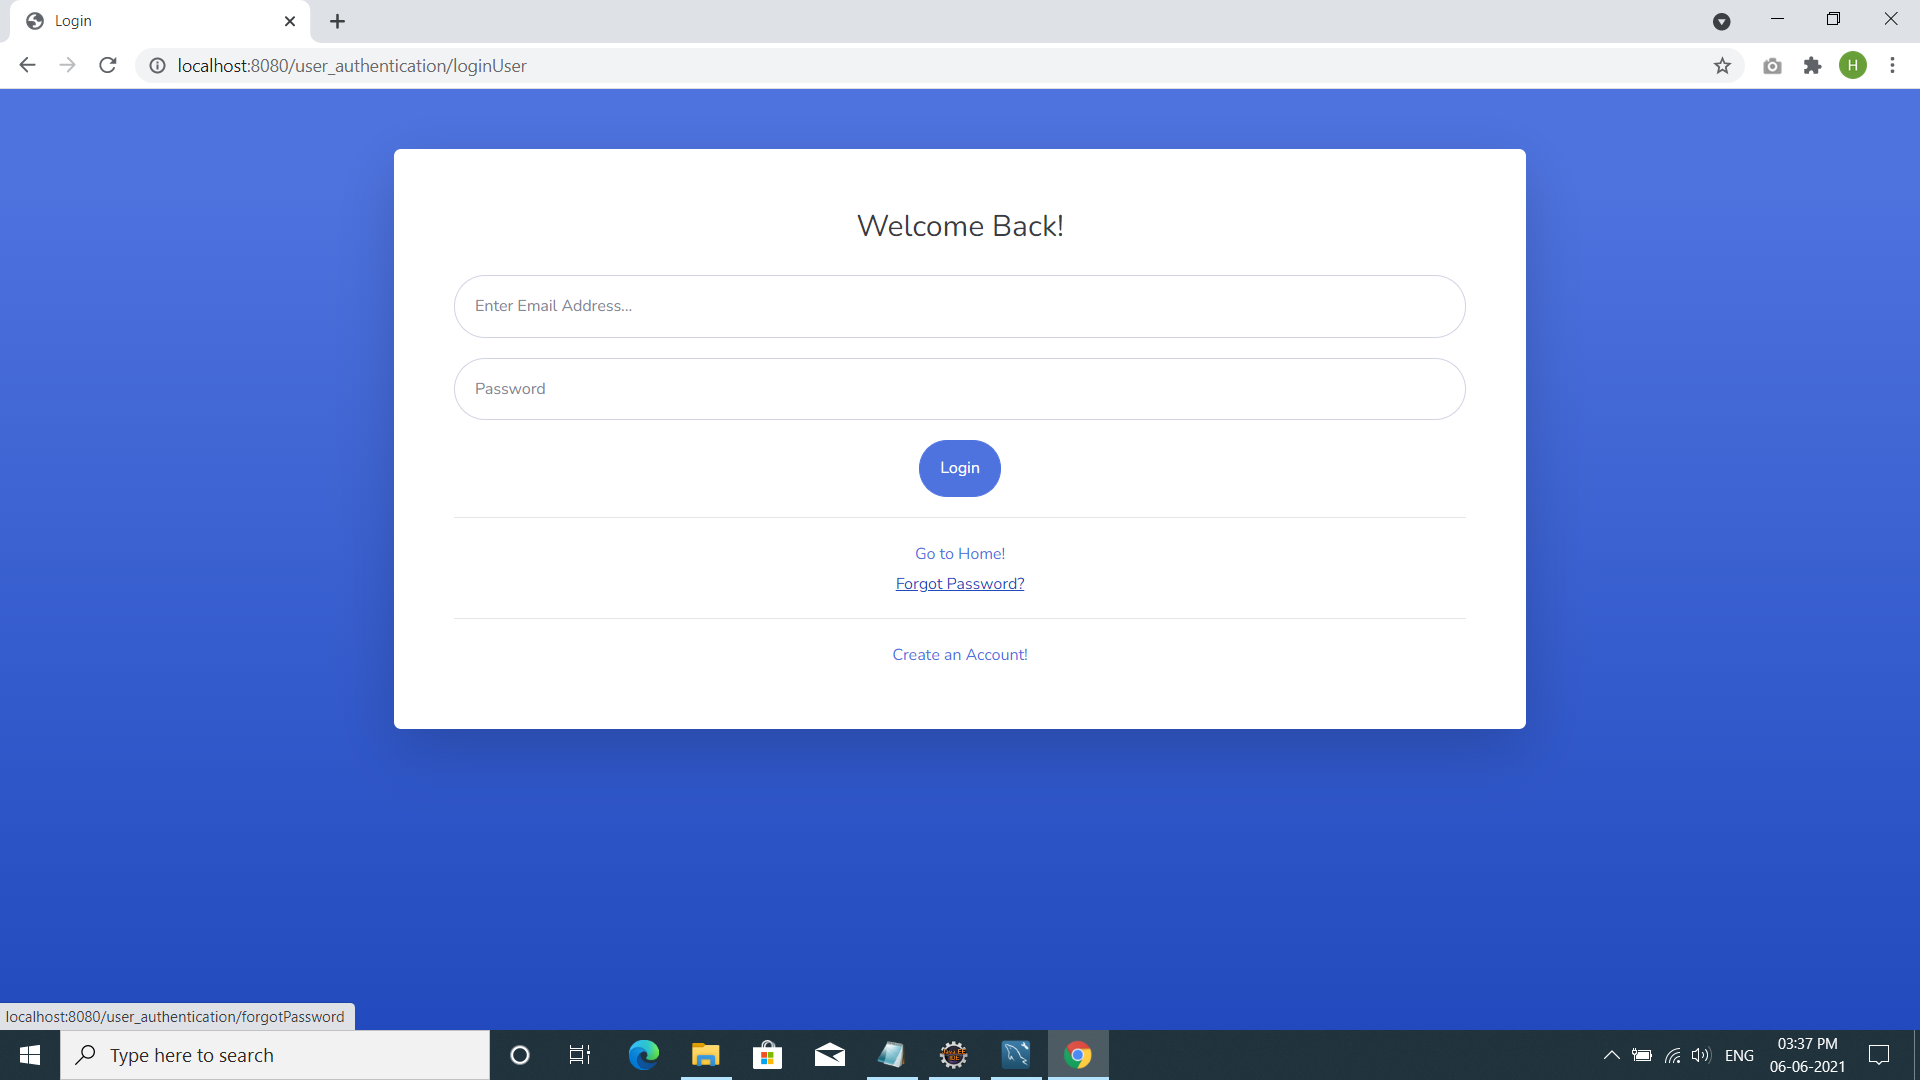 Login
localhost:8080/user_authentication/loginUser
H
Welcome Back!
Enter Email Address...
Password
Login
Go to Home!
Forgot Password?
Create an Account!
localhost:8080/user_authentication/forgotPassword
Type here to search
ENG
03:37 PM
06-06-2021